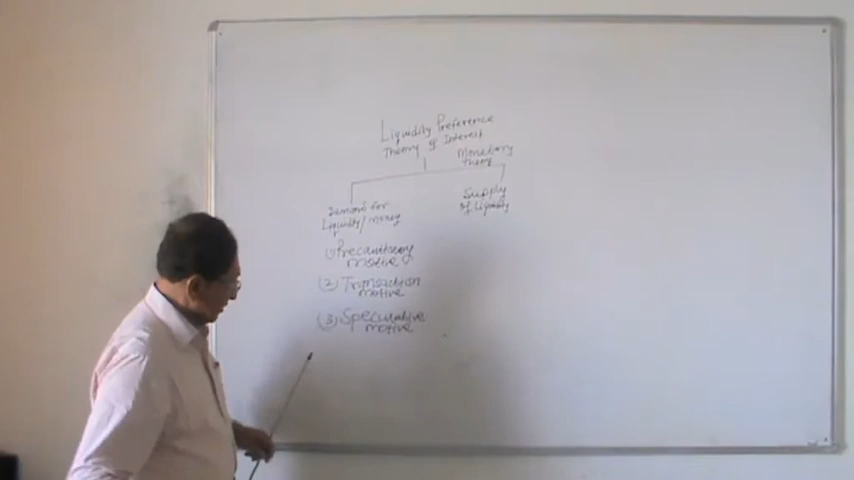 Liquidity Preference
Theory of Interest
Monetary
Theory
Demand for
Liquidity/money
Supply
of Liquidity
(1) Precautionary
motive
(2) Transaction
motive
(3) Speculative
motive